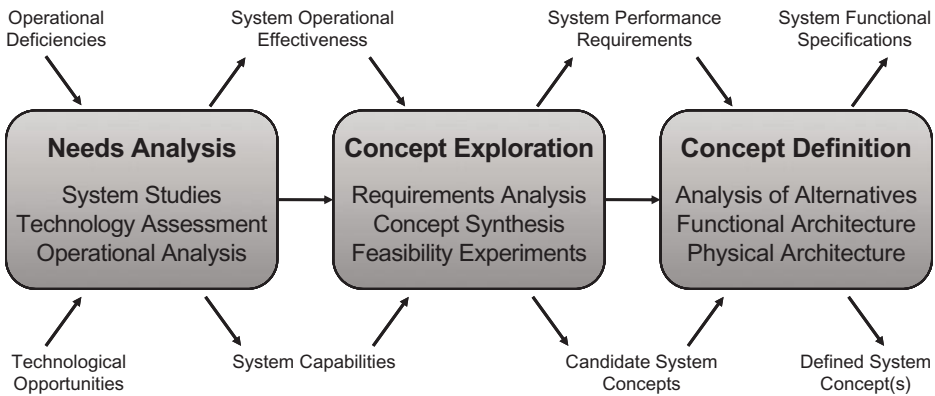 Operational
Deficiencies
System Operational
Effectiveness
System Performance
Requirements
System Functional
Specifications
Needs Analysis
System Studies
Technology Assessment
Operational Analysis
Concept Exploration
Requirements Analysis
Concept Synthesis
Feasibility Experiments
Concept Definition
Analysis of Alternatives
Functional Architecture
Physical Architecture
Technological
Opportunities
System Capabilities
Candidate System
Concepts
Defined System
Concept(s)